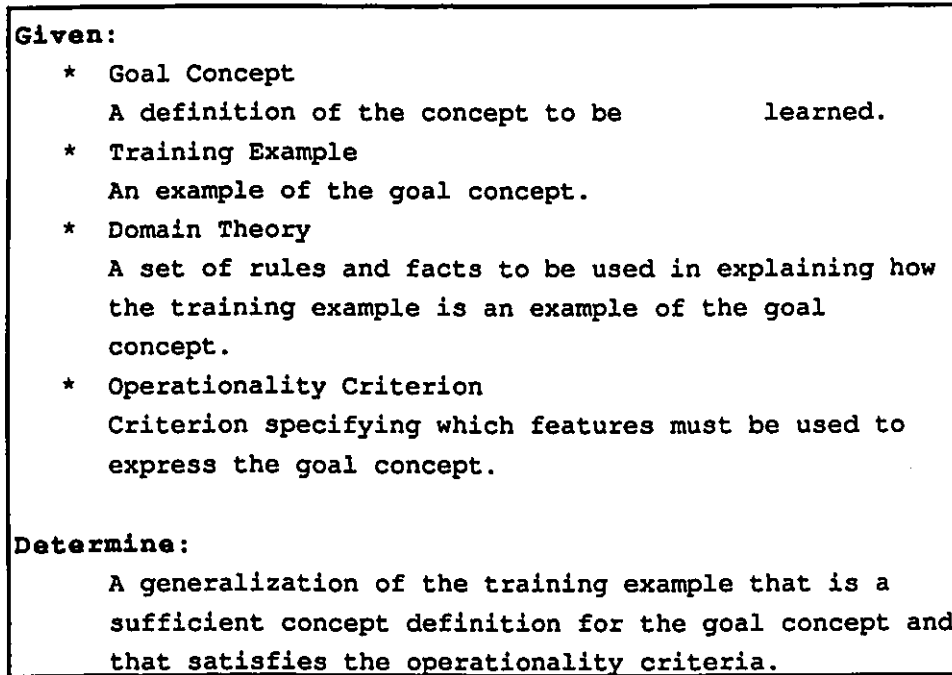 Given:
* Goal Concept
A definition of the concept to be learned.
* Training Example
An example of the goal concept.
* Domain Theory
A set of rules and facts to be used in explaining how
the training example is an example of the goal
concept.
* Operationality Criterion
Criterion specifying which features must be used to
express the goal concept.
Determine:
A generalization of the training example that is a
sufficient concept definition for the goal concept and
that satisfies the operationality criteria.